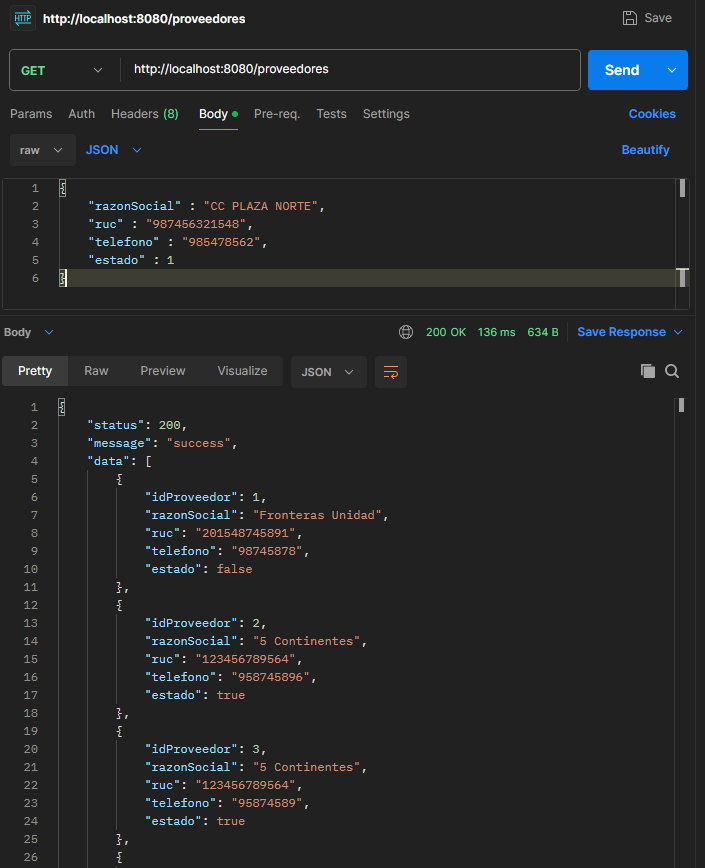 HTTP http://localhost:8080/proveedores Save
GET http://localhost:8080/proveedores Send
Params Auth Headers (8) Body Pre-req. Tests Settings Cookies
raw JSON Beautify
1 {
2 "razonSocial" : "CC PLAZA NORTE",
3 "ruc" : "987456321548",
4 "telefono" : "985478562",
5 "estado" : 1
6 }
Body 200 OK 136 ms 634 B Save Response
Pretty Raw Preview Visualize JSON
1 {
2 "status": 200,
3 "message": "success",
4 "data": [
5 {
6 "idProveedor": 1,
7 "razonSocial": "Fronteras Unidad",
8 "ruc": "201548745891",
9 "telefono": "98745878",
10 "estado": false
11 },
12 {
13 "idProveedor": 2,
14 "razonSocial": "5 Continentes",
15 "ruc": "123456789564",
16 "telefono": "958745896",
17 "estado": true
18 },
19 {
20 "idProveedor": 3,
21 "razonSocial": "5 Continentes",
22 "ruc": "123456789564",
23 "telefono": "95874589",
24 "estado": true
25 },
26 {